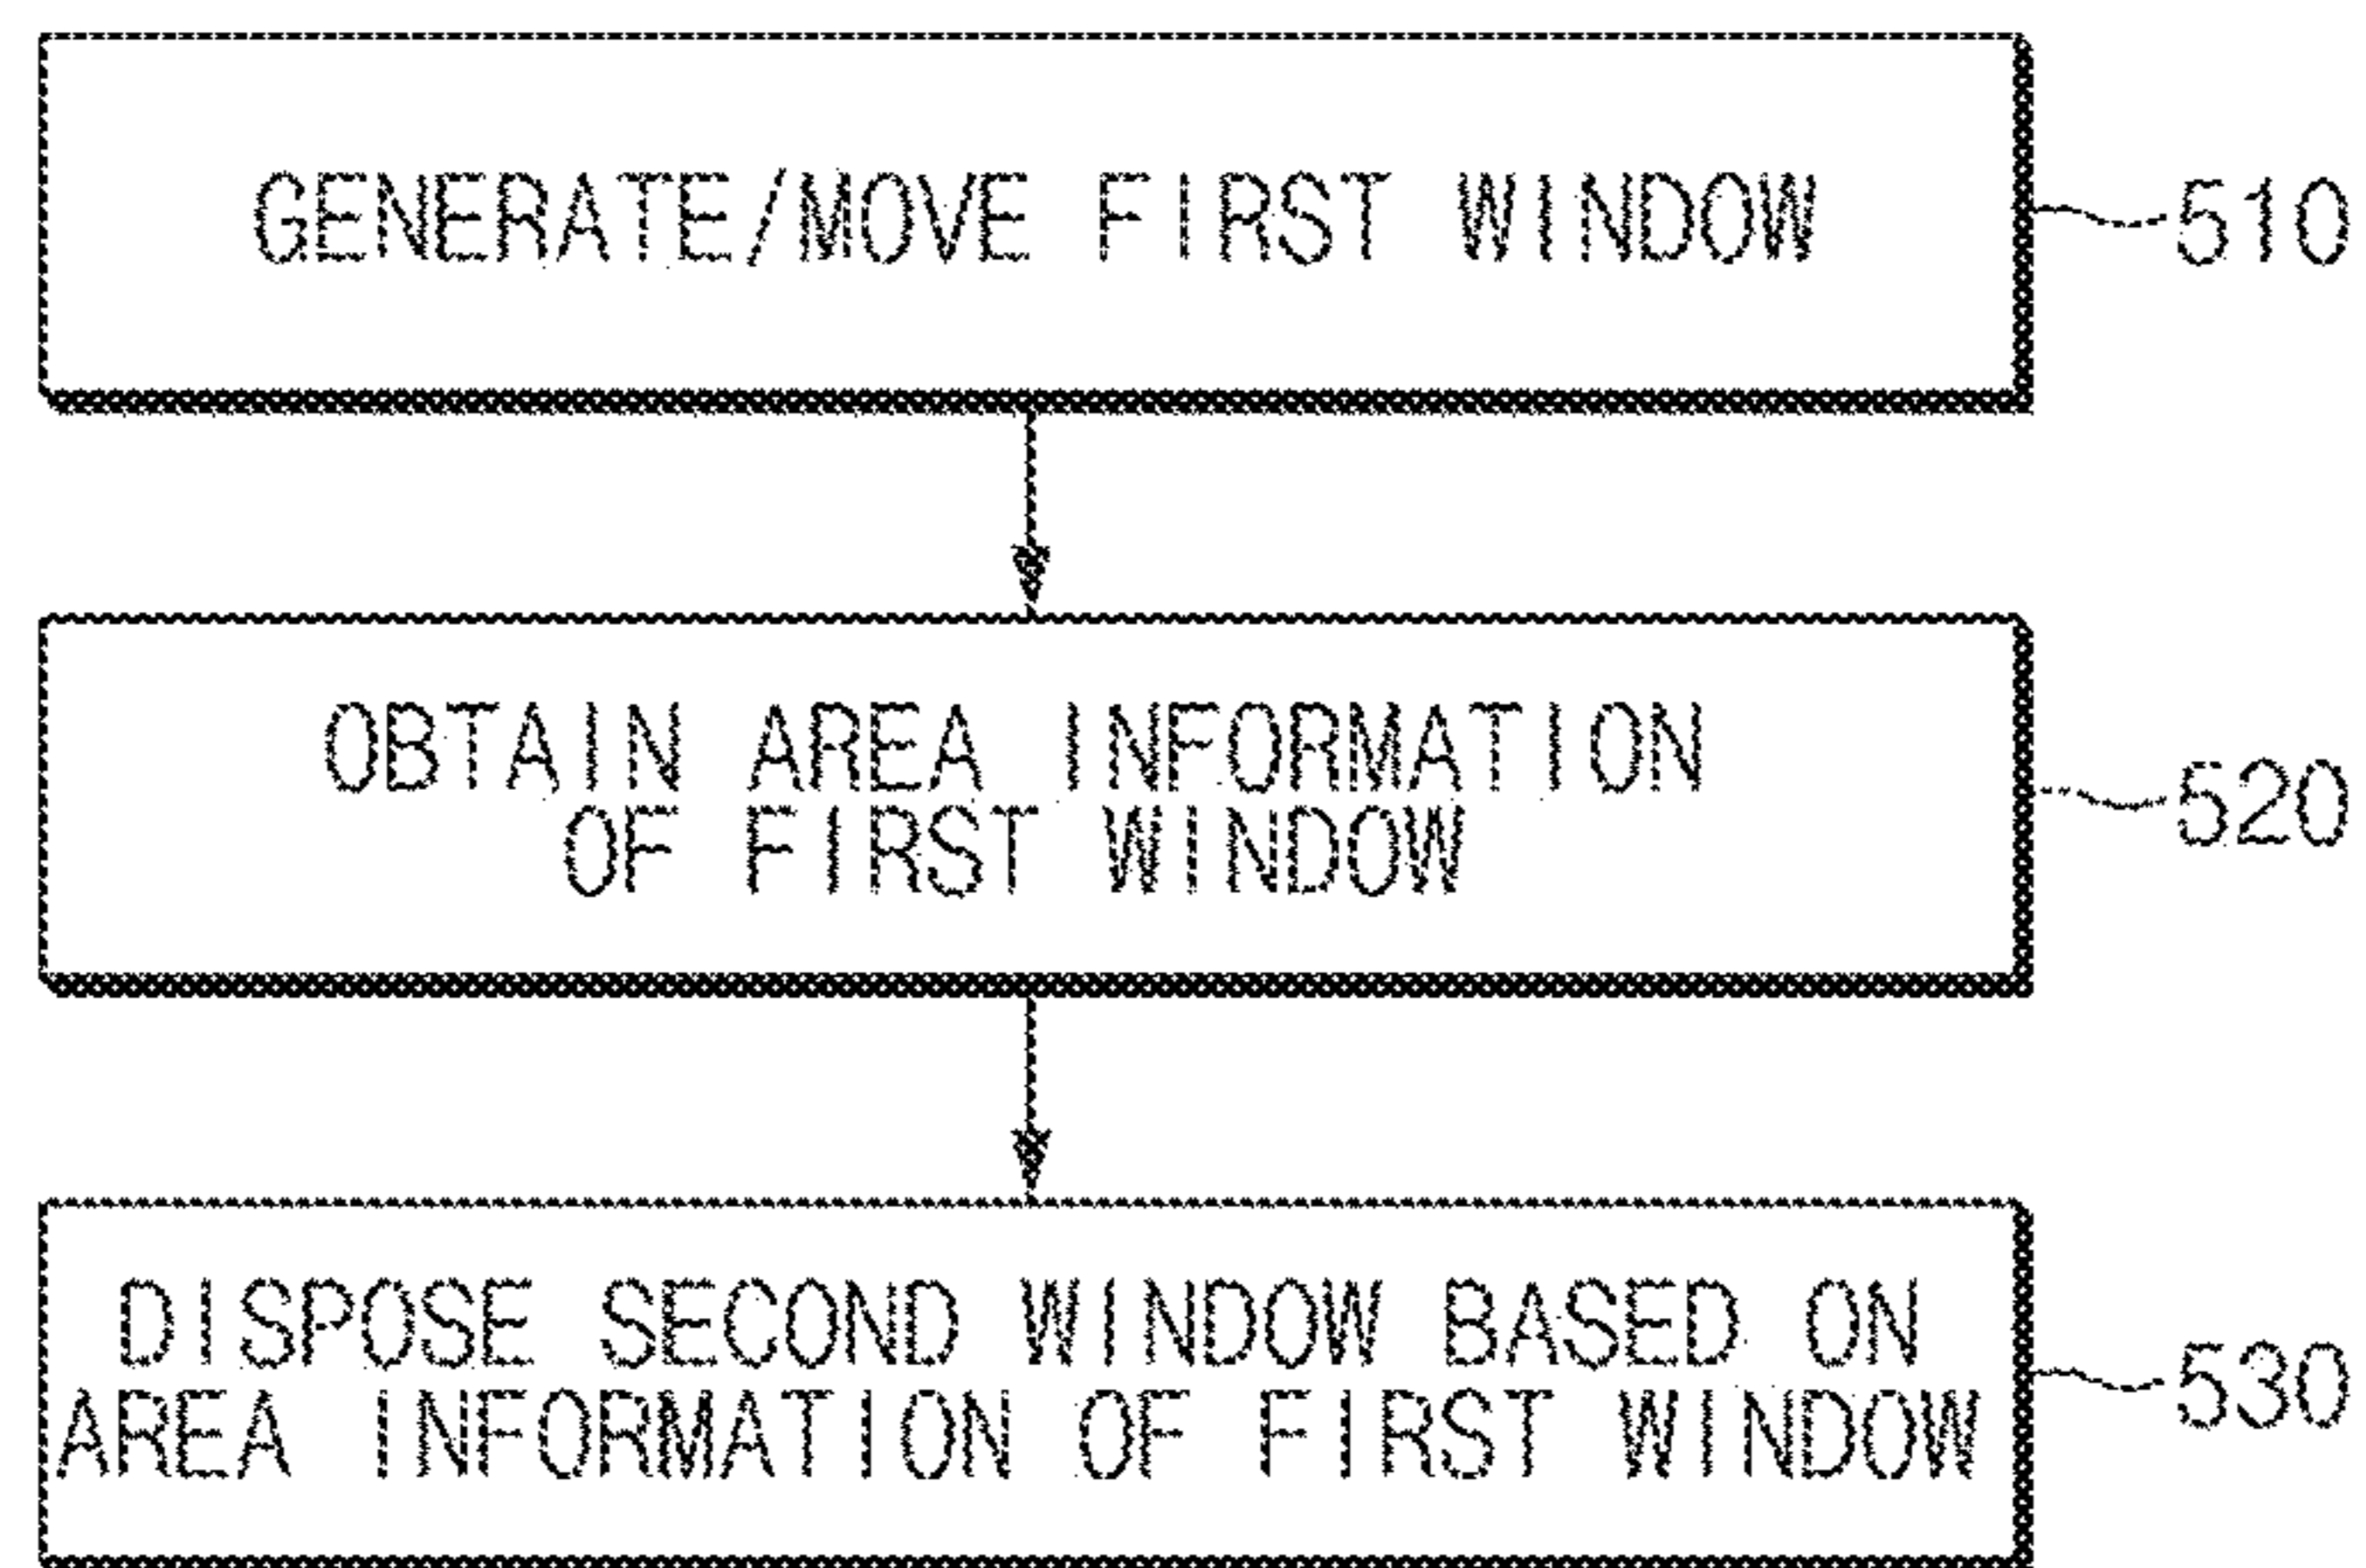 GENERATE/MOVE FIRST WINDOW
510
OBTAIN AREA INFORMATION
OF FIRST WINDOW
520
DISPOSE SECOND WINDOW BASED ON
AREA INFORMATION OF FIRST WINDOW
530